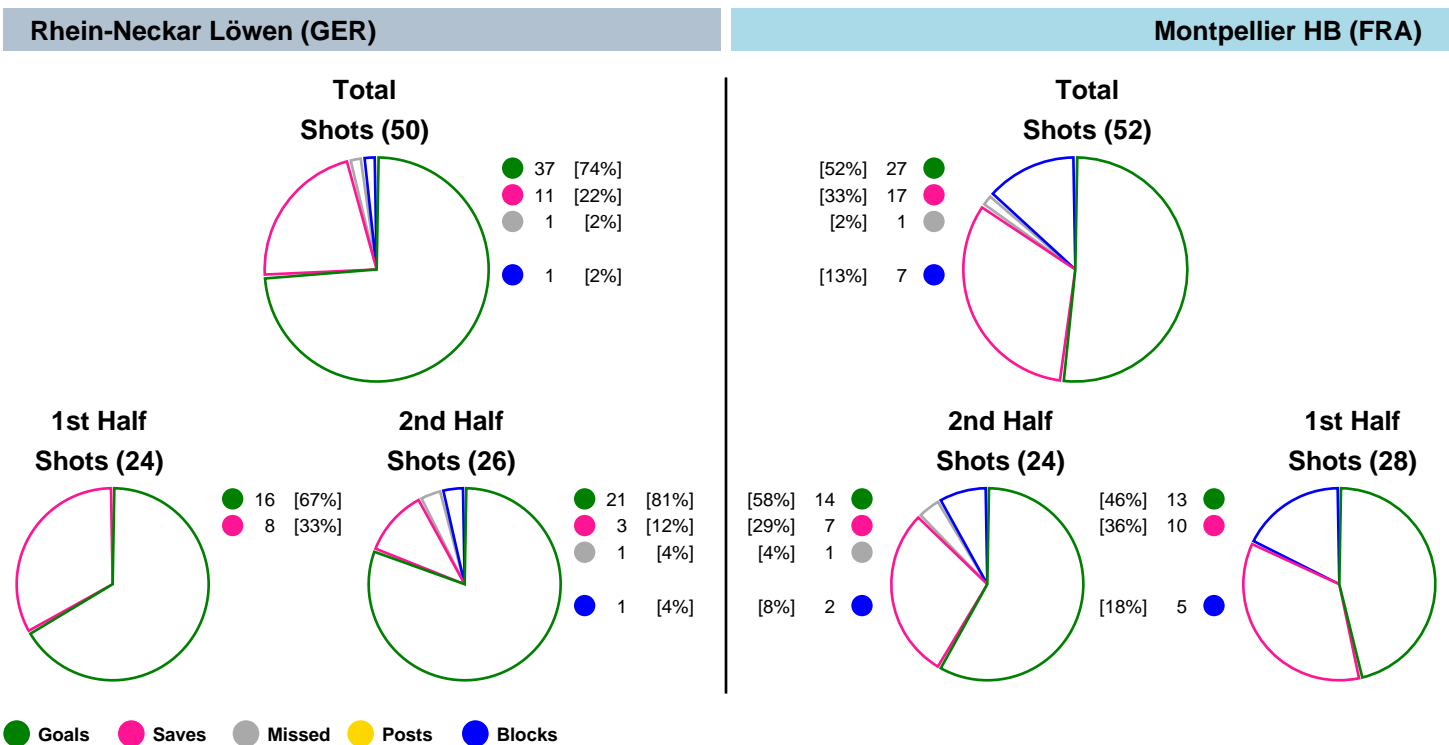 Rhein-Neckar Löwen (GER)
Montpellier HB (FRA)
Total
Shots (50)
37 [74%]
11 [22%]
1 [2%]
1 [2%]
Total
Shots (52)
[52%] 27
[33%] 17
[2%] 1
[13%] 7
1st Half
Shots (24)
16 [67%]
8 [33%]
2nd Half
Shots (26)
21 [81%]
3 [12%]
1 [4%]
1 [4%]
2nd Half
Shots (24)
[58%] 14
[29%] 7
[4%] 1
[8%] 2
1st Half
Shots (28)
[46%] 13
[36%] 10
[18%] 5
Goals Saves Missed Posts Blocks